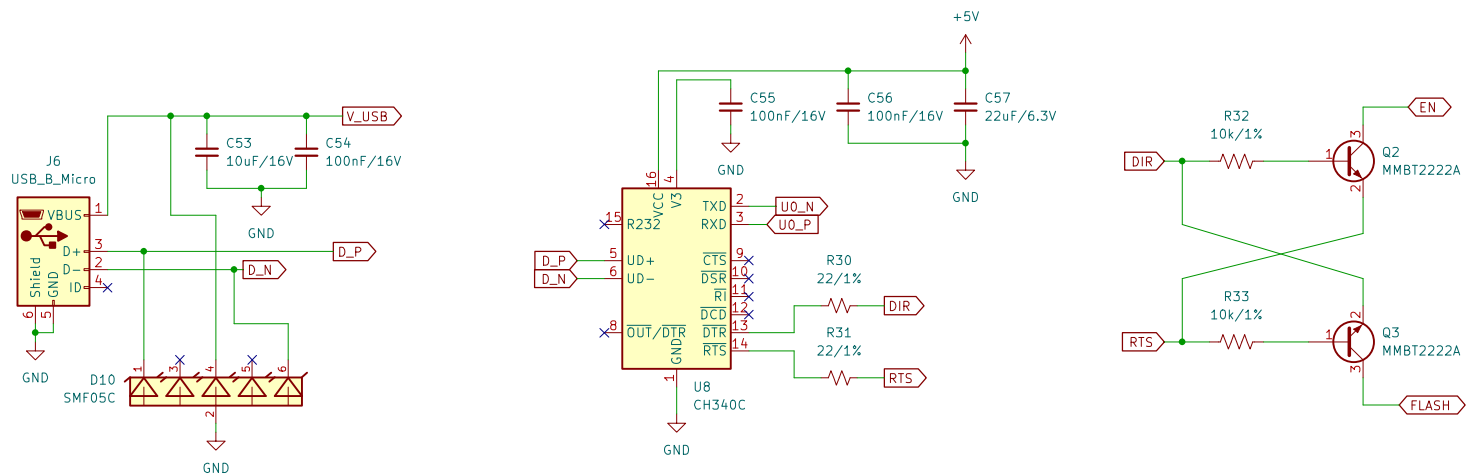 V_USB
C53
10uF/16V
C54
100nF/16V
GND
J6
USB_B_Micro
VBUS
1
D+
3
D-
2
ID
4
Shield
GND
6
5
GND
D_P
D_N
D10
SMF05C
1
3
4
5
6
2
GND
+5V
C55
100nF/16V
C56
100nF/16V
C57
22uF/6.3V
GND
GND
16
VCC
4
V3
15
R232
TXD
2
U0_N
RXD
3
U0_P
D_P
5
UD+
D_N
6
UD-
CTS
9
DSR
10
RI
11
DCD
12
8
OUT/DTR
DTR
13
RTS
14
GND
1
U8
CH340C
GND
R30
22/1%
DIR
R31
22/1%
RTS
EN
R32
10k/1%
DIR
1
3
2
Q2
MMBT2222A
R33
10k/1%
RTS
1
2
3
Q3
MMBT2222A
FLASH